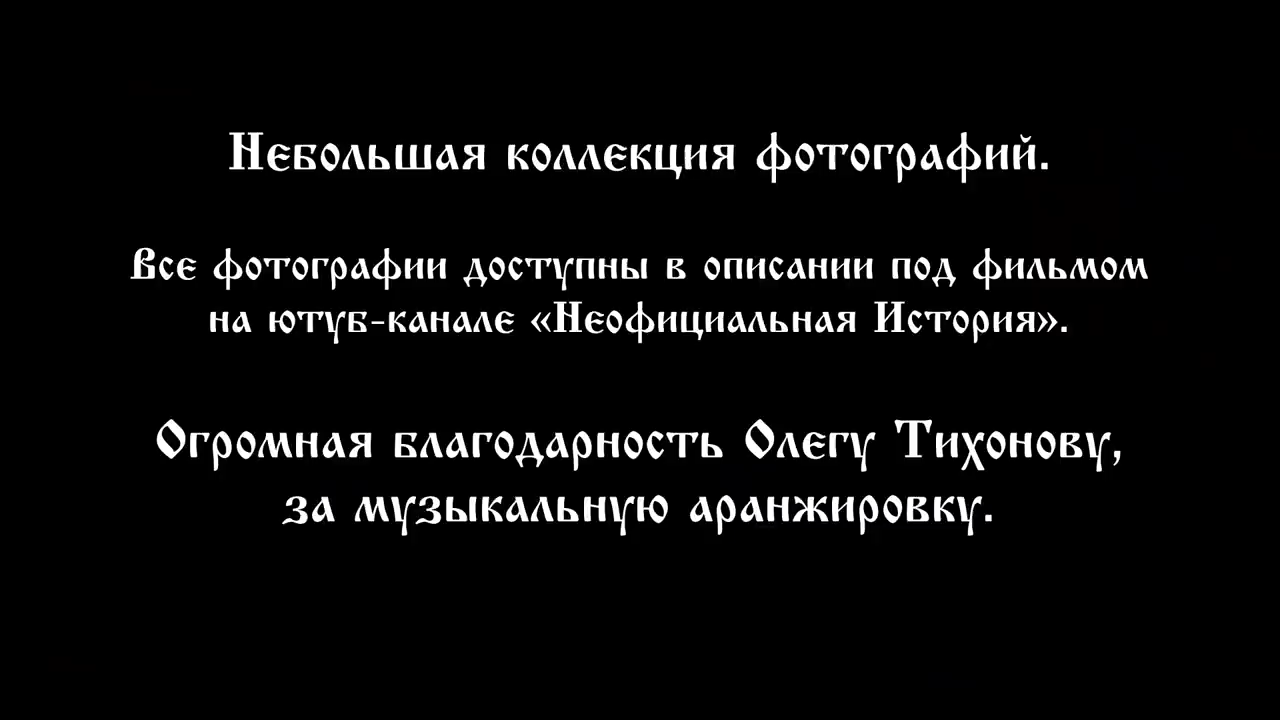 Небольшая коллекция фотографий.
Все фотографии доступны в описании под фильмом
на ютуб-канале «Неофициальная История».
Огромная благодарность Олегу Тихонову,
за музыкальную аранжировку.